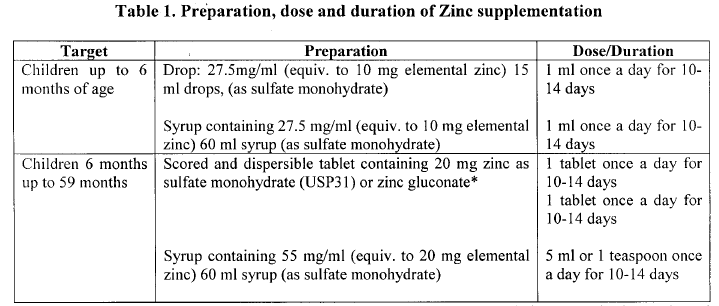 Table 1. Preparation, dose and duration of Zinc supplementation
Target Preparation Dose/Duration
Children up to 6 months of age
Drop: 27.5mg/ml (equiv. to 10 mg elemental zinc) 15
ml drops, (as sulfate monohydrate)
1 ml once a day for 10-
14 days
Syrup containing 27.5 mg/ml (equiv. to 10 mg elemental
zinc) 60 ml syrup (as sulfate monohydrate)
1 ml once a day for 10-
14 days
Children 6 months
up to 59 months
Scored and dispersible tablet containing 20 mg zinc as
sulfate monohydrate (USP31) or zinc gluconate*
1 tablet once a day for
10-14 days
1 tablet once a day for
10-14 days
Syrup containing 55 mg/ml (equiv. to 20 mg elemental
zinc) 60 ml syrup (as sulfate monohydrate)
5 ml or 1 teaspoon once
a day for 10-14 days